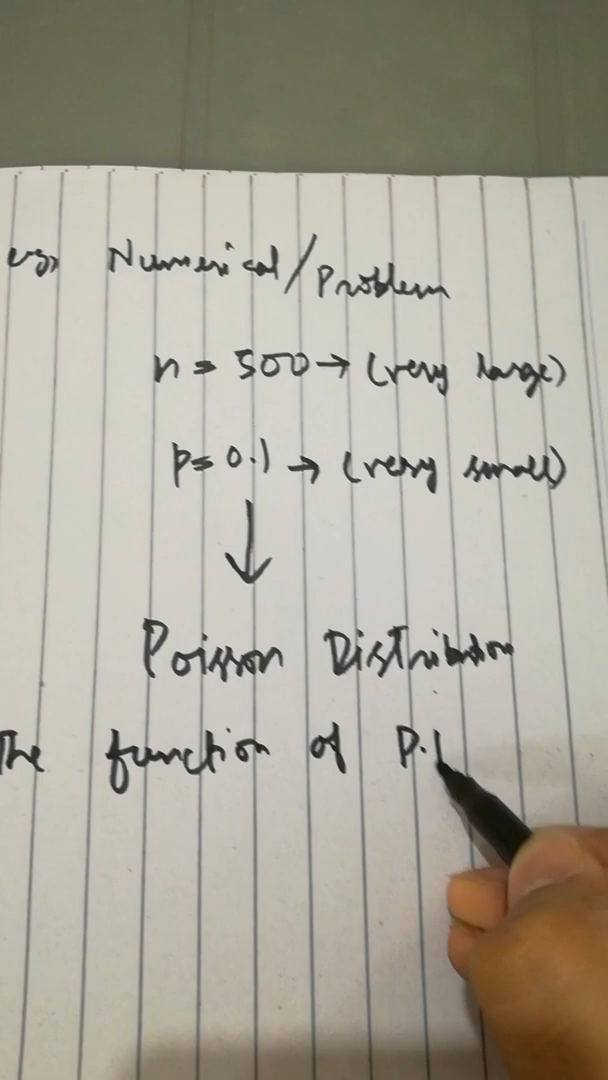 Numerical/Problem
n = 500 → (very large)
p = 0.1 → (very small)
↓
Poisson Distribution
The function of P.